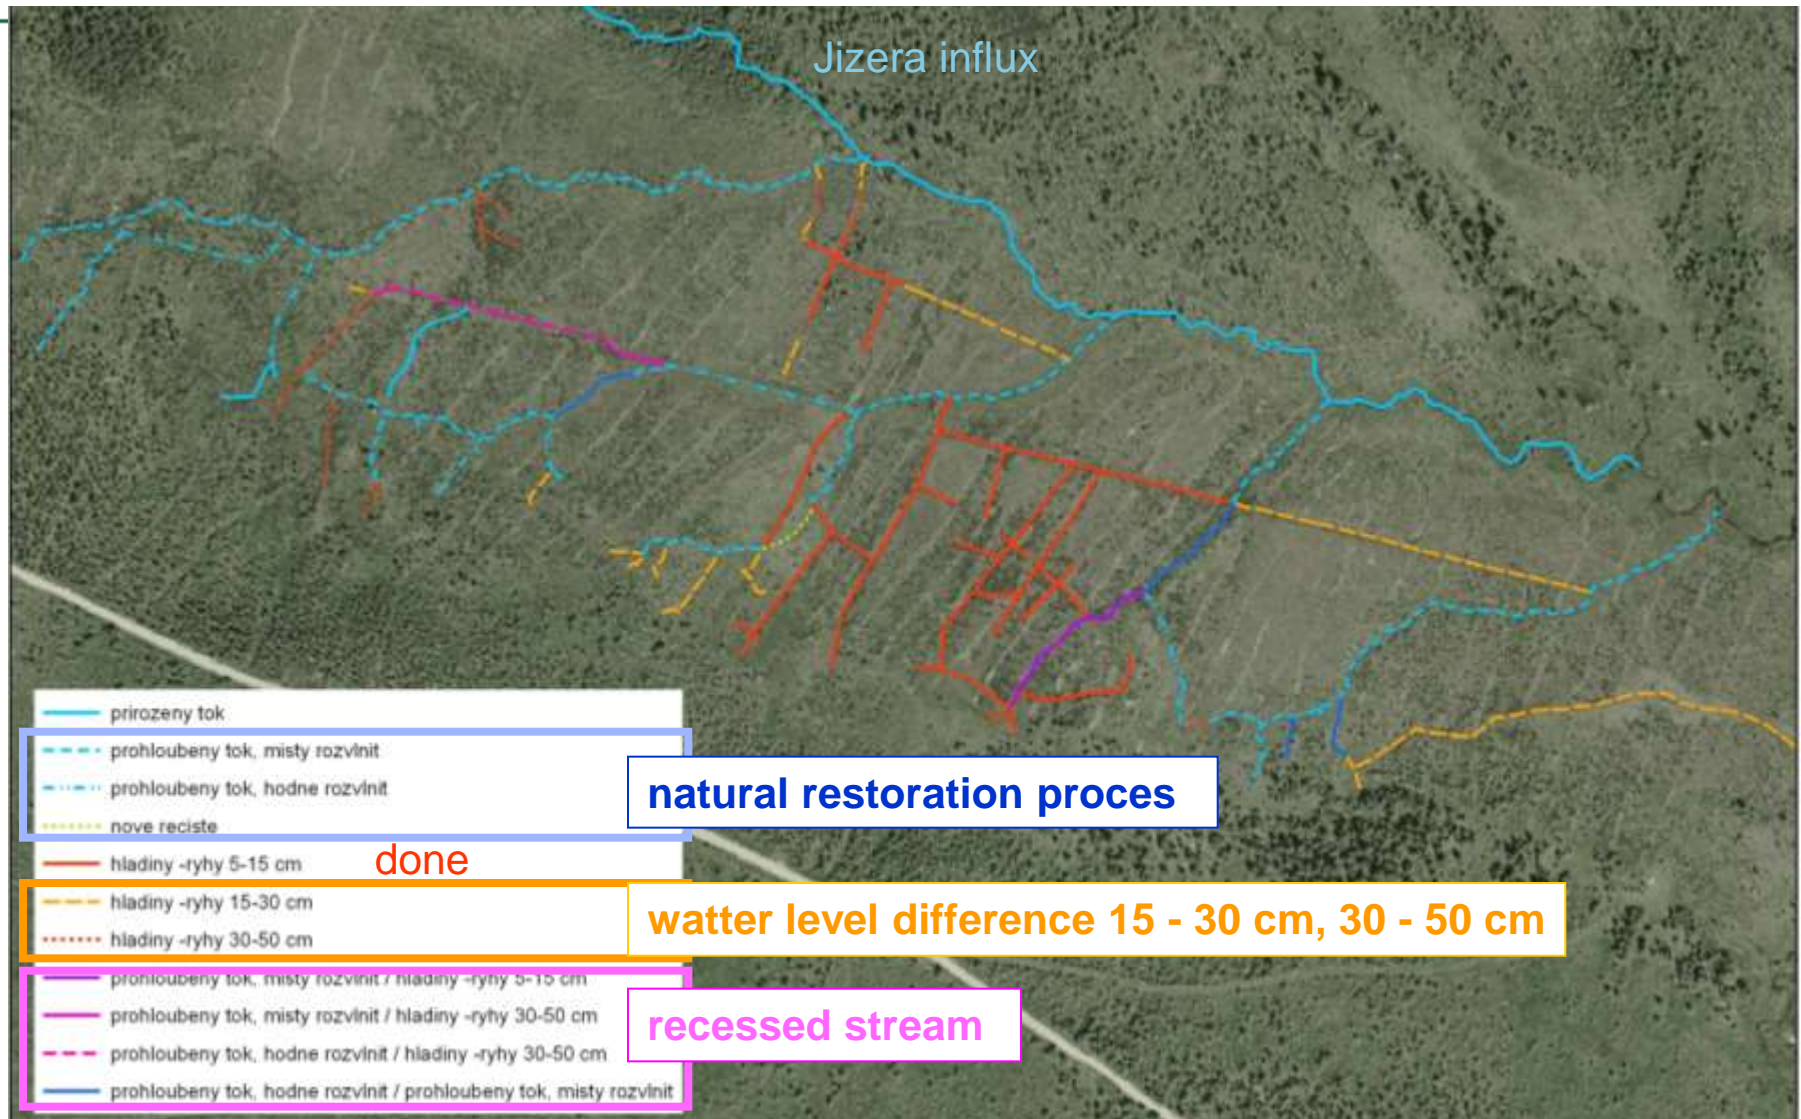 Jizera influx
prirozeny tok
prohloubeny tok, misty rozvlnit
prohloubeny tok, hodne rozvlnit
natural restoration proces
nove reciste
hladiny -ryhy 5-15 cm
done
hladiny -ryhy 15-30 cm
watter level difference 15 - 30 cm, 30 - 50 cm
hladiny -ryhy 30-50 cm
prohloubeny tok, misty rozvlnit / hladiny -ryhy 5-15 cm
prohloubeny tok, misty rozvlnit / hladiny -ryhy 30-50 cm
recessed stream
prohloubeny tok, hodne rozvlnit / hladiny -ryhy 30-50 cm
prohloubeny tok, hodne rozvlnit / prohloubeny tok, misty rozvlnit